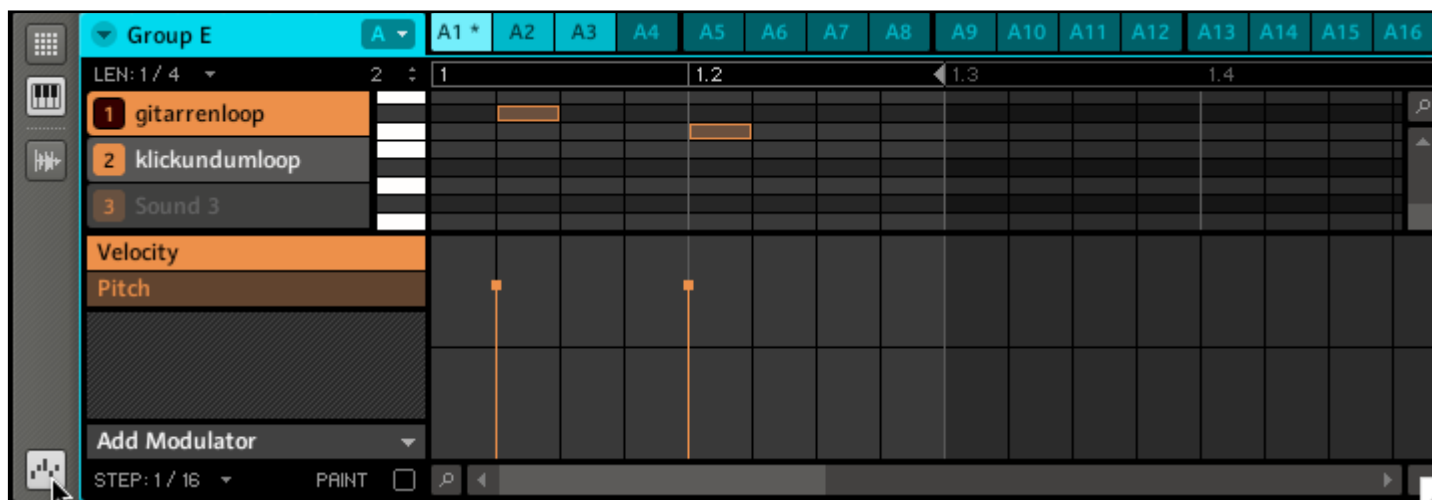 Group E A A1 * A2 A3 A4 A5 A6 A7 A8 A9 A10 A11 A12 A13 A14 A15 A16
LEN: 1 / 4 2 1 1.2 1.3 1.4
1 gitarrenloop
2 klickundumloop
3 Sound 3
Velocity
Pitch
Add Modulator
STEP: 1 / 16 PAINT